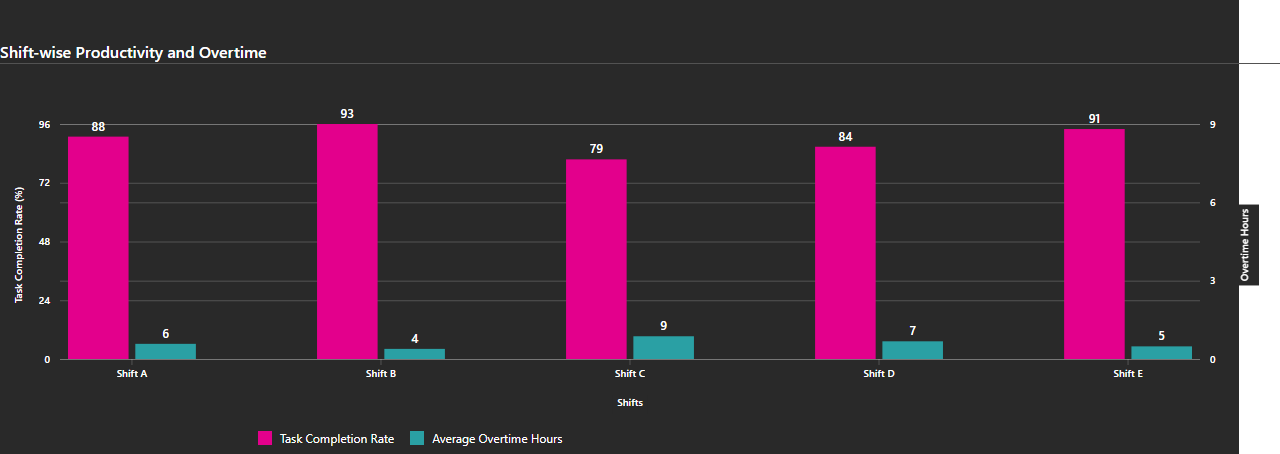 Shift-wise Productivity and Overtime
96
72
48
24
0
Task Completion Rate (%)
88
93
79
84
91
6
4
9
7
5
9
6
3
0
Overtime Hours
Shift A
Shift B
Shift C
Shift D
Shift E
Shifts
Task Completion Rate
Average Overtime Hours